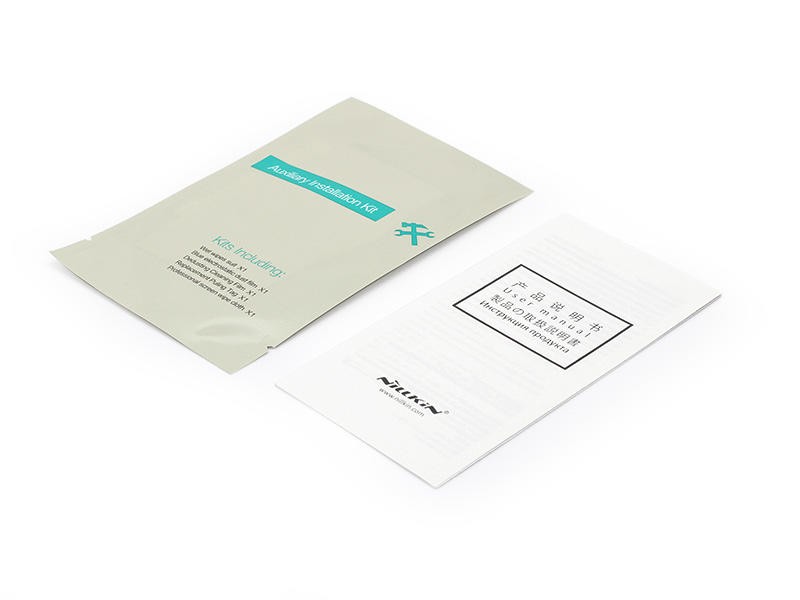 Auxiliary Installation Kit
Kits Including:
Wet wipes suit X1
Blue electrostatic dust film X1
Dedusting Cleaning Film X1
Replacement Puling Tag X1
Professional screen wipe cloth X1
产品说明书
User manual
製品の取扱説明書
Инструкция продукта
NILLKIN®
www.nillkin.com